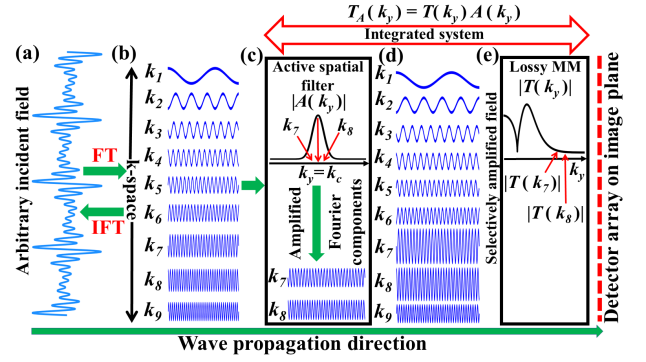 T_A(k_y) = T(k_y) A(k_y)
Integrated system
(a)
Arbitrary incident field
FT
IFT
(b)
k-space
k_1
k_2
k_3
k_4
k_5
k_6
k_7
k_8
k_9
(c)
Active spatial
filter
|A(k_y)|
k_7
k_8
k_y=k_c
Amplified
Fourier
components
k_7
k_8
(d)
k_1
k_2
k_3
k_4
k_5
k_6
k_7
k_8
k_9
Selectively amplified field
(e)
Lossy MM
|T(k_y)|
k_y
|T(k_7)|
|T(k_8)|
Detector array on image plane
Wave propagation direction